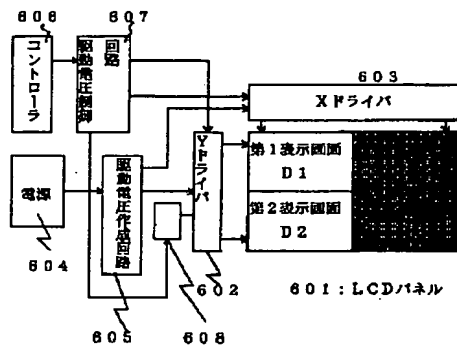 606
607
コントローラ
駆動電圧制御
回路
603
Xドライバ
電源
駆動電圧作成回路
Yドライバ
第1表示画面
D1
第2表示画面
D2
604
605
608
602
601：LCDパネル